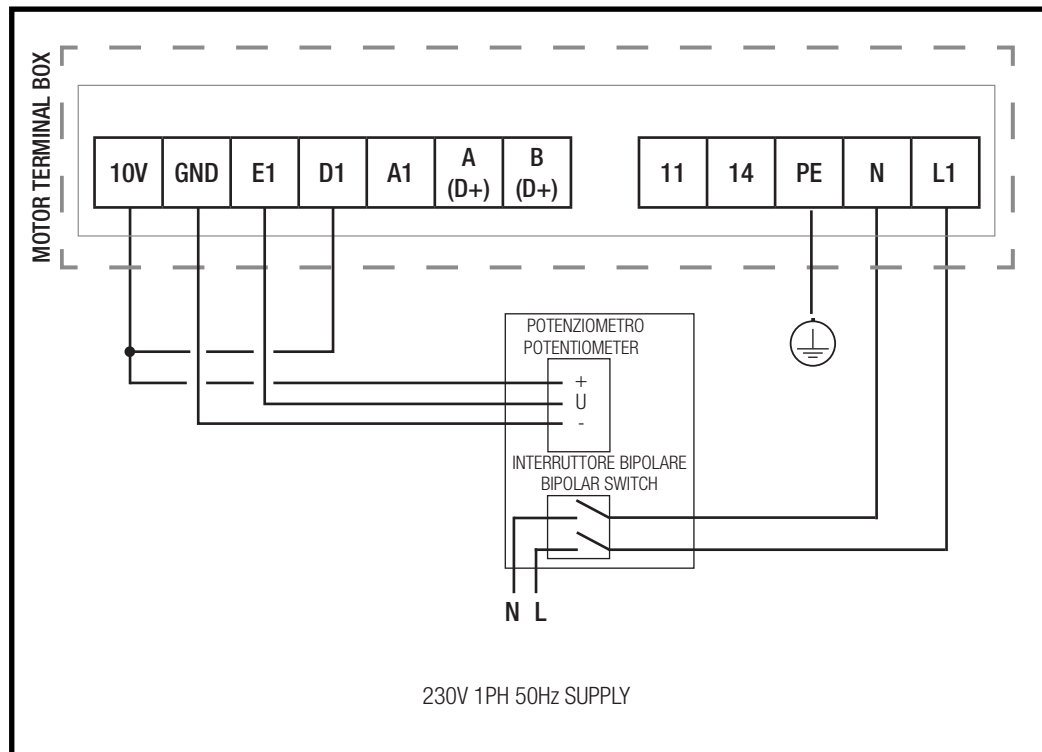 MOTOR TERMINAL BOX
10V GND E1 D1 A1 A (D+) B (D+) 11 14 PE N L1
POTENZIOMETRO
POTENTIOMETER
+
U
-
INTERRUTTORE BIPOLARE
BIPOLAR SWITCH
N L
230V 1PH 50Hz SUPPLY